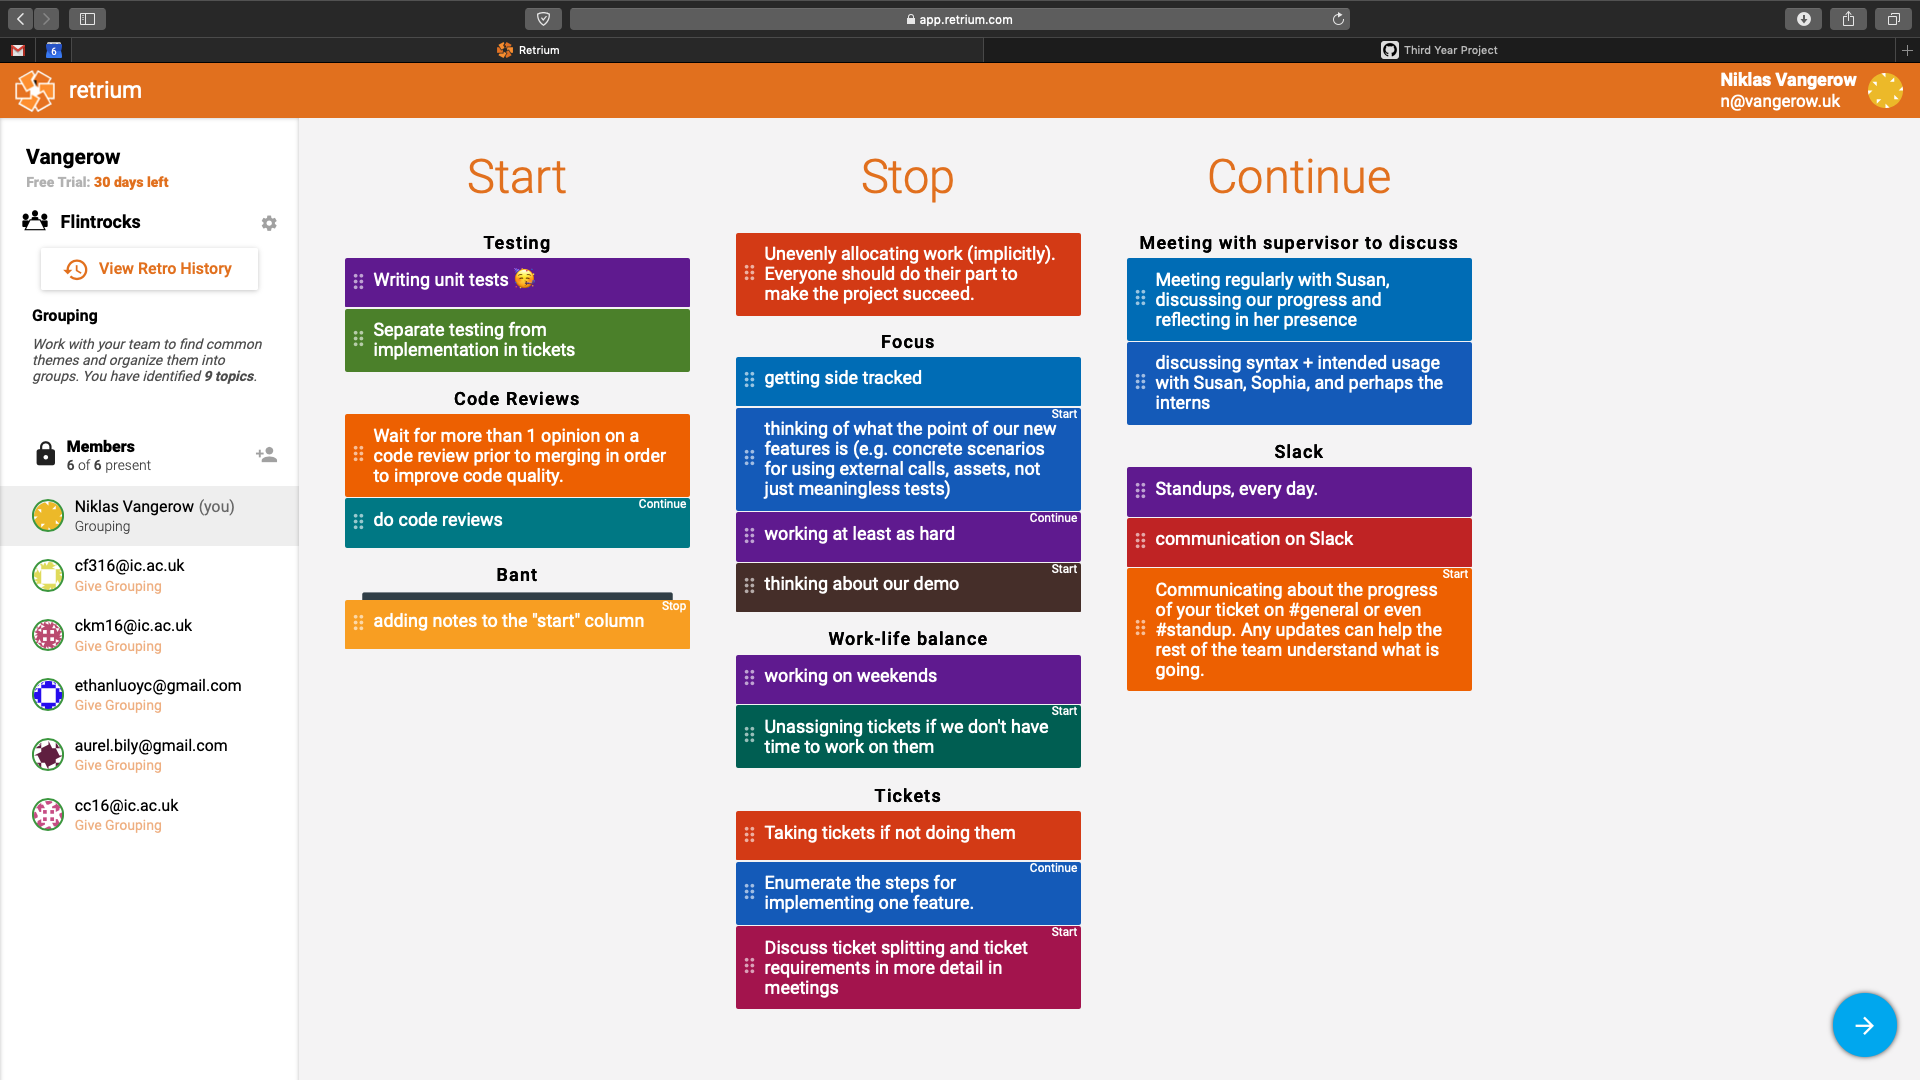 app.retrium.com
6
Retrium
Third Year Project
retrium
Niklas Vangerow
n@vangerow.uk
Vangerow
Free Trial: 30 days left
Flintrocks
View Retro History
Grouping
Work with your team to find common
themes and organize them into
groups. You have identified 9 topics.
Members
6 of 6 present
Niklas Vangerow (you)
Grouping
cf316@ic.ac.uk
Give Grouping
ckm16@ic.ac.uk
Give Grouping
ethanluoyc@gmail.com
Give Grouping
aurel.bily@gmail.com
Give Grouping
cc16@ic.ac.uk
Give Grouping
Start
Testing
Writing unit tests 🥳
Separate testing from
implementation in tickets
Code Reviews
Wait for more than 1 opinion on a
code review prior to merging in order
to improve code quality.
Continue
do code reviews
Bant
Stop
adding notes to the "start" column
Stop
Unevenly allocating work (implicitly).
Everyone should do their part to
make the project succeed.
Focus
getting side tracked
Start
thinking of what the point of our new
features is (e.g. concrete scenarios
for using external calls, assets, not
just meaningless tests)
Continue
working at least as hard
Start
thinking about our demo
Work-life balance
working on weekends
Start
Unassigning tickets if we don't have
time to work on them
Tickets
Taking tickets if not doing them
Continue
Enumerate the steps for
implementing one feature.
Start
Discuss ticket splitting and ticket
requirements in more detail in
meetings
Continue
Meeting with supervisor to discuss
Meeting regularly with Susan,
discussing our progress and
reflecting in her presence
discussing syntax + intended usage
with Susan, Sophia, and perhaps the
interns
Slack
Standups, every day.
communication on Slack
Start
Communicating about the progress
of your ticket on #general or even
#standup. Any updates can help the
rest of the team understand what is
going.